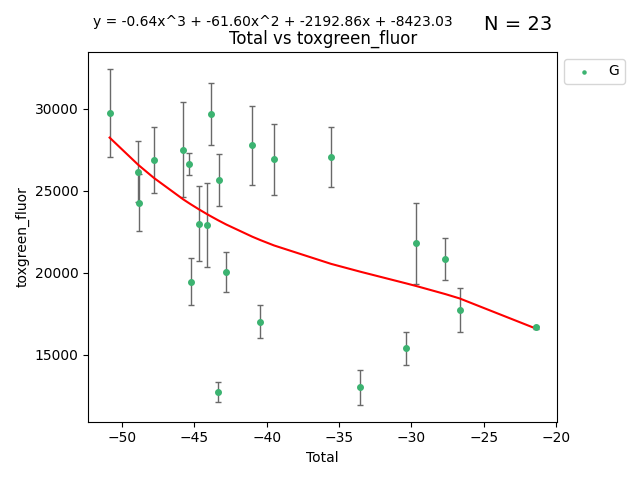 y = -0.64x^3 + -61.60x^2 + -2192.86x + -8423.03
N = 23
Total vs toxgreen_fluor
G
30000
25000
20000
15000
toxgreen_fluor
−50 −45 −40 −35 −30 −25 −20
Total